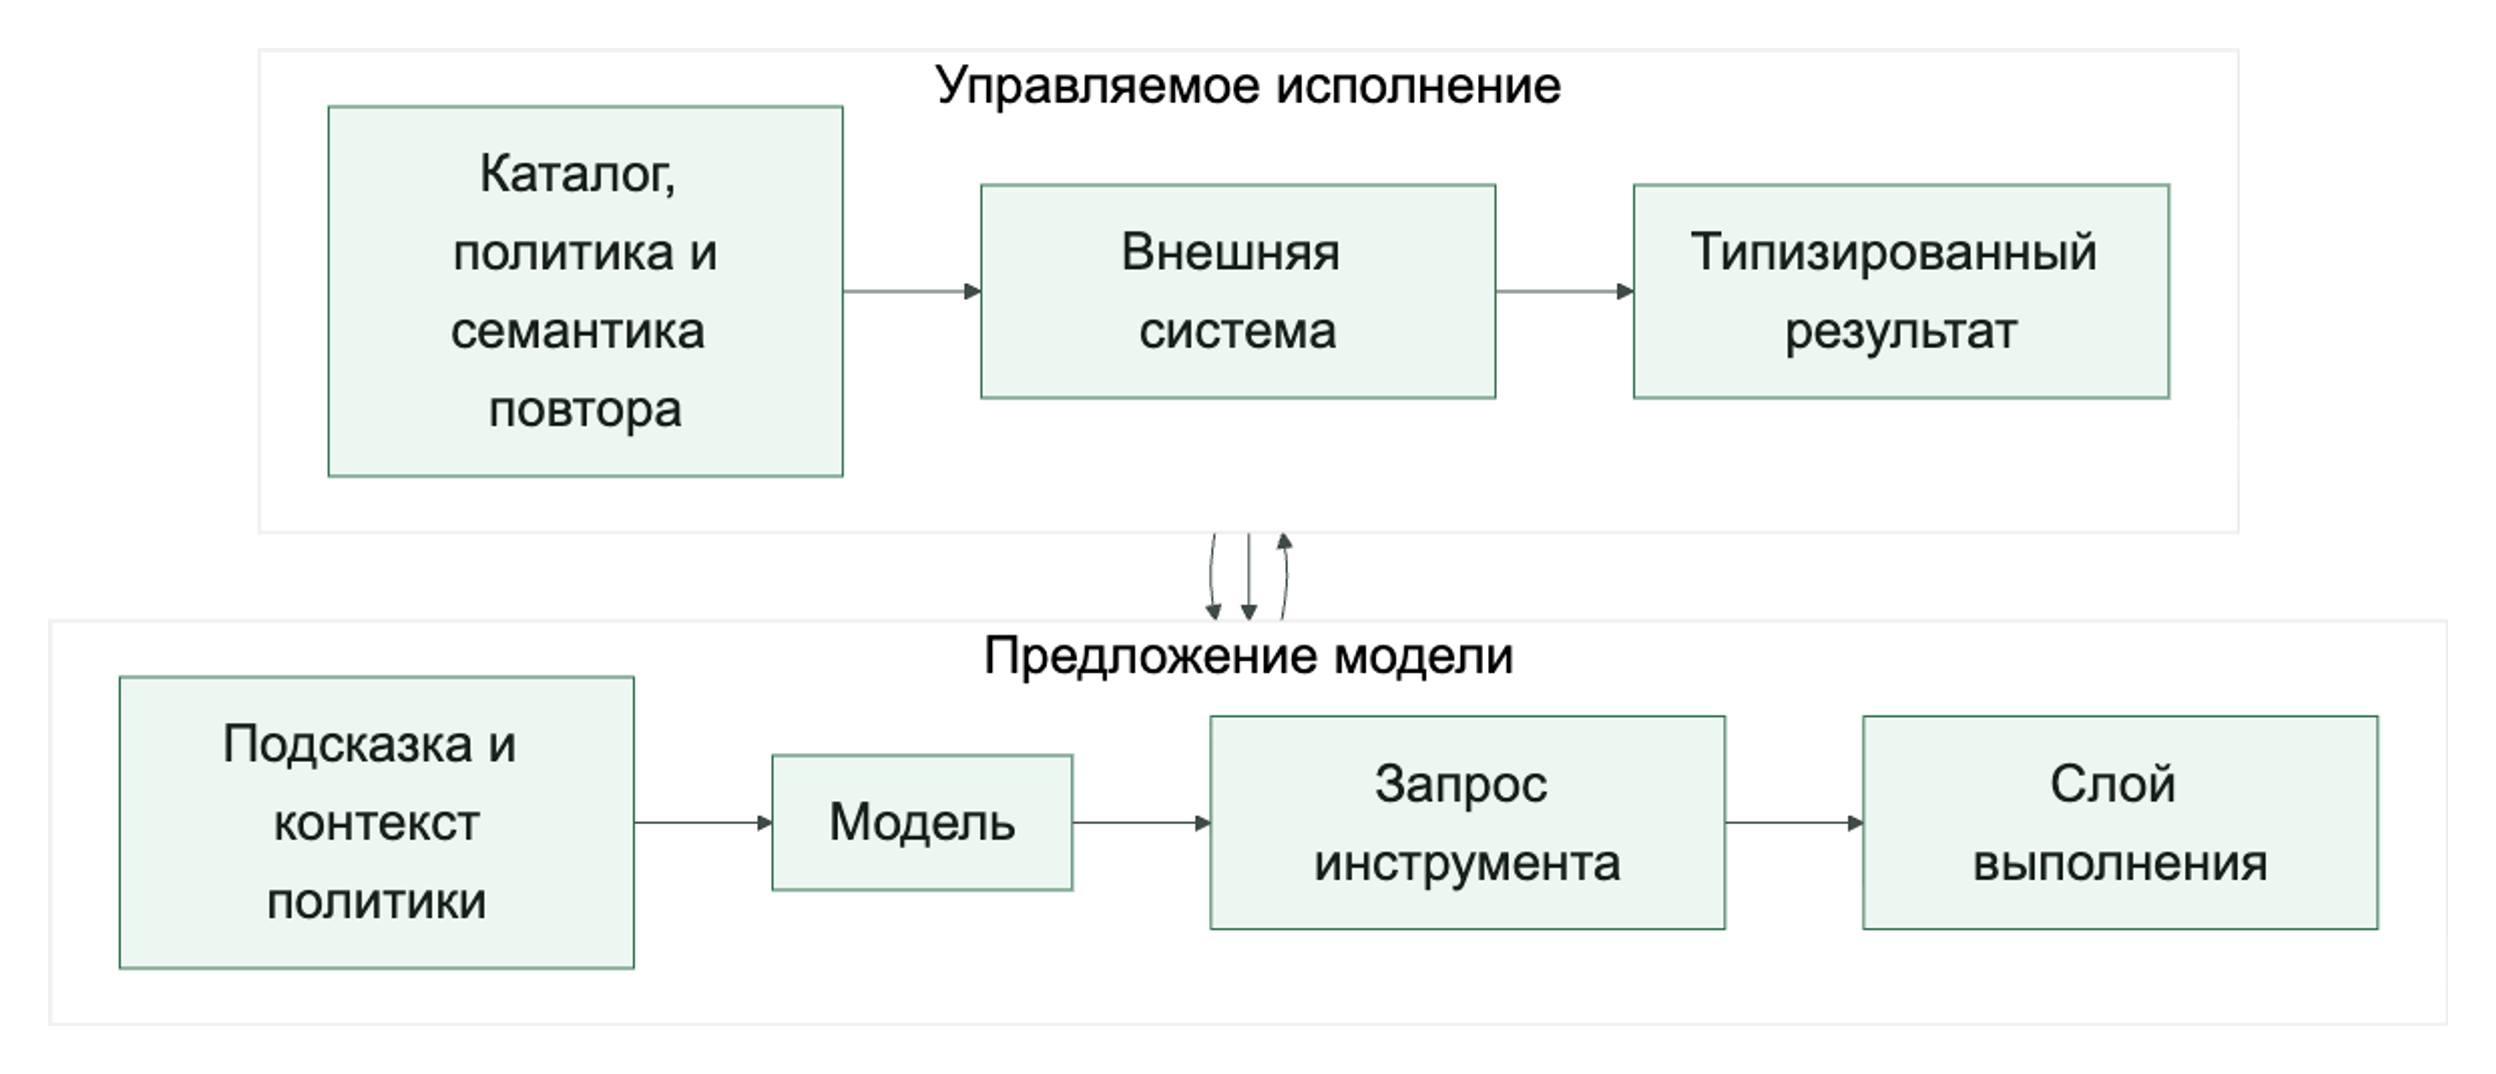 Управляемое исполнение
Каталог,
политика и
семантика
повтора
Внешняя
система
Типизированный
результат
Предложение модели
Подсказка и
контекст
политики
Модель
Запрос
инструмента
Слой
выполнения